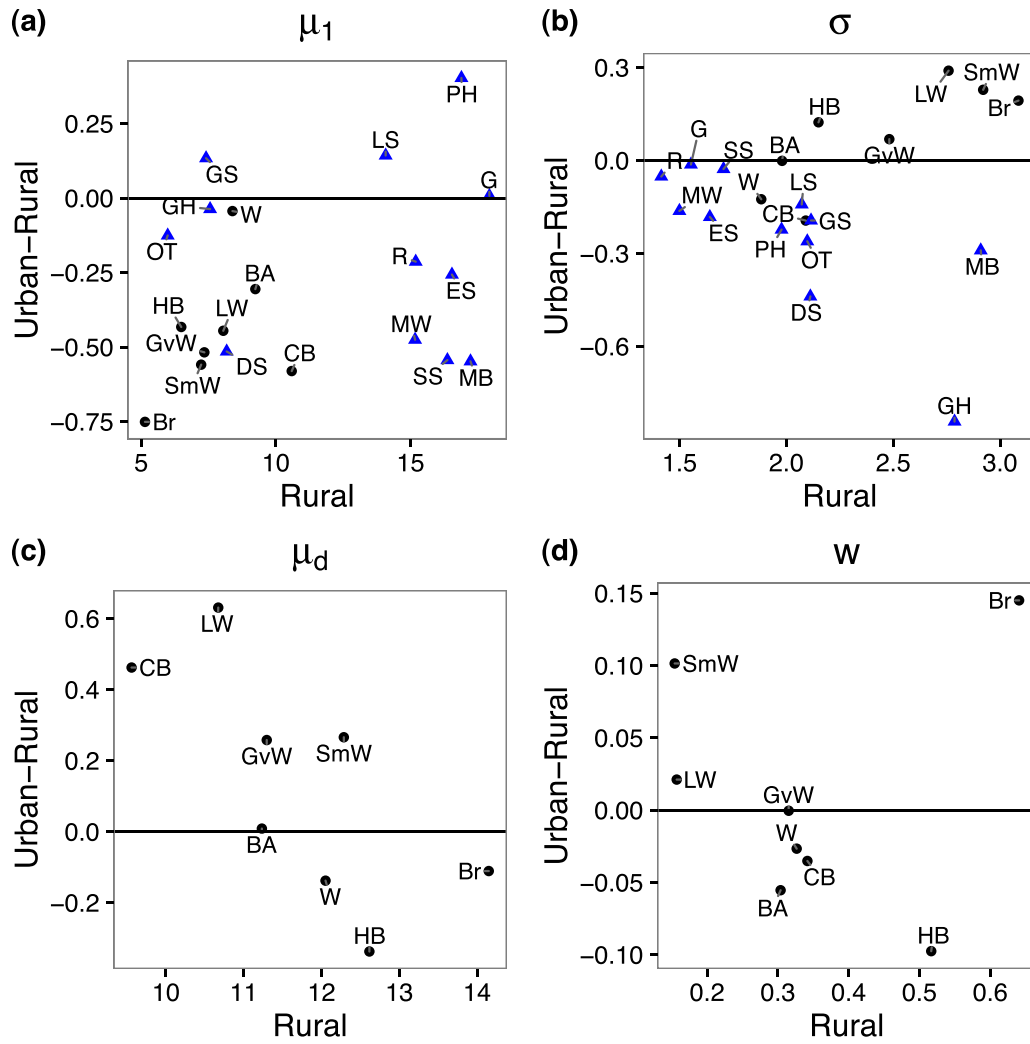 (a)
μ1
0.25
0.00
−0.25
−0.50
−0.75
Urban−Rural
PH
LS
GS
G
GH
W
OT
R
BA
ES
HB
LW
MW
GvW
DS
CB
SS
MB
SmW
Br
5
10
15
Rural
(b)
σ
0.3
0.0
−0.3
−0.6
Urban−Rural
SmW
LW
Br
HB
G
BA
SS
GvW
R
W
LS
MW
CB
GS
ES
PH
OT
MB
DS
GH
1.5
2.0
2.5
3.0
Rural
(c)
μd
0.6
0.4
0.2
0.0
−0.2
Urban−Rural
LW
CB
GvW
SmW
BA
Br
W
HB
10
11
12
13
14
Rural
(d)
w
0.15
0.10
0.05
0.00
−0.05
−0.10
Urban−Rural
Br
SmW
LW
GvW
W
CB
BA
HB
0.2
0.3
0.4
0.5
0.6
Rural